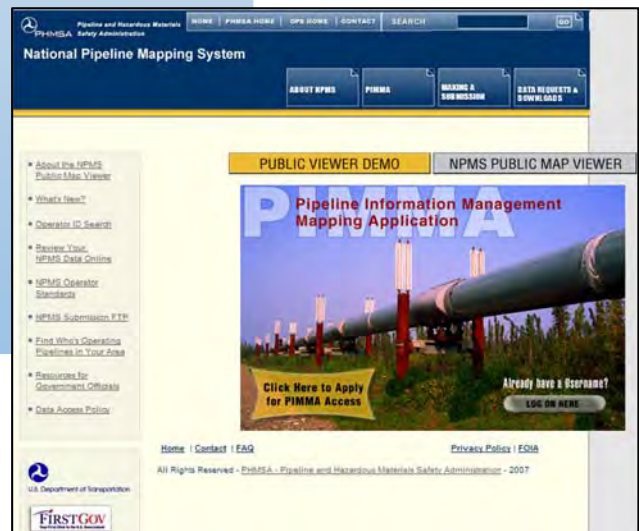 PHMSA
Pipeline and Hazardous Materials
Safety Administration
HOME | PHMSA HOME | OPS HOME | CONTACT
SEARCH
GO
National Pipeline Mapping System
ABOUT NPMS
PIMMA
MAKING A
SUBMISSION
DATA REQUESTS &
DOWNLOADS
About the NPMS
Public Map Viewer
What's New?
Operator ID Search
Review Your
NPMS Data Online
NPMS Operator
Standards
NPMS Submission FTP
Find Who's Operating
Pipelines in Your Area
Resources for
Government Officials
Data Access Policy
PUBLIC VIEWER DEMO
NPMS PUBLIC MAP VIEWER
PIMMA
Pipeline Information Management
Mapping Application
Click Here to Apply
for PIMMA Access
Already have a Username?
LOG ON HERE
Home | Contact | FAQ
Privacy Policy | FOIA
All Rights Reserved - PHMSA - Pipeline and Hazardous Materials Safety Administration - 2007
U.S. Department of Transportation
FIRSTGOV